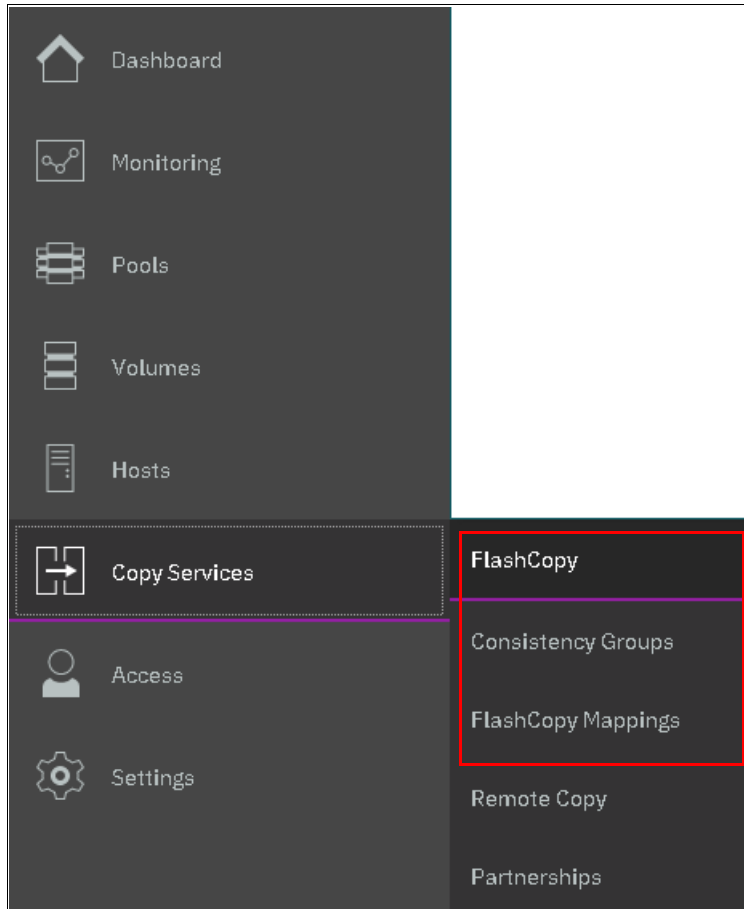 Dashboard
Monitoring
Pools
Volumes
Hosts
Copy Services
Access
Settings
FlashCopy
Consistency Groups
FlashCopy Mappings
Remote Copy
Partnerships